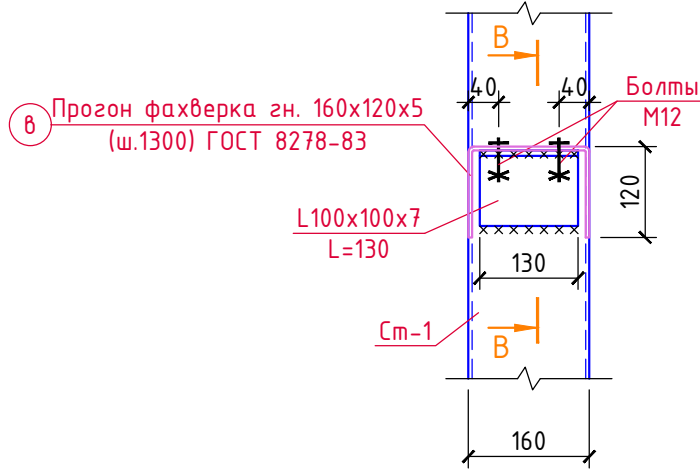 В
40
40
Болты
М12
в
Прогон фахверка гн. 160х120х5
(ш.1300) ГОСТ 8278-83
L100х100х7
L=130
120
130
Ст-1
В
160